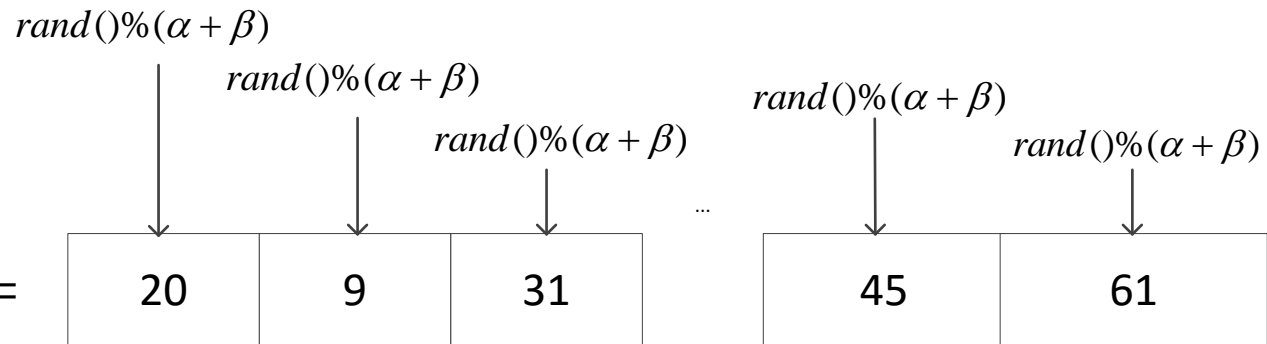 rand()%(α + β)
rand()%(α + β)
rand()%(α + β)
rand()%(α + β)
rand()%(α + β)
...
= 20 9 31 45 61